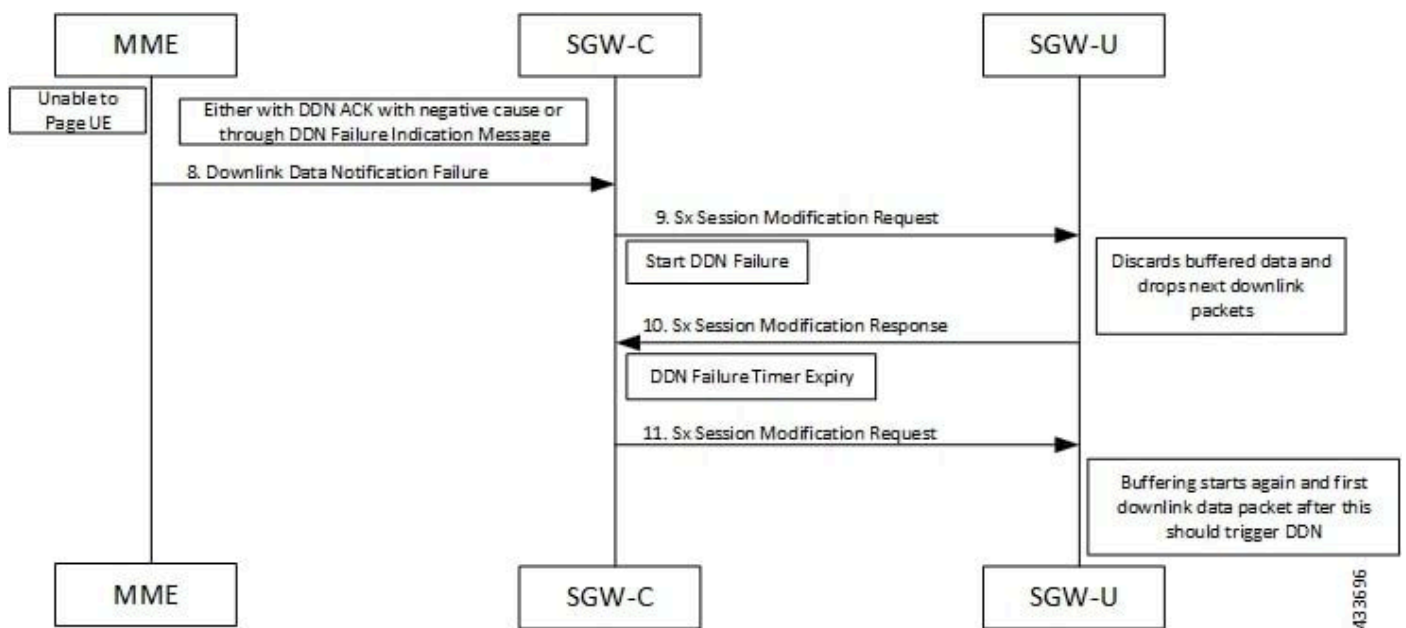 MME
SGW-C
SGW-U
Unable to
Page UE
Either with DDN ACK with negative cause or
through DDN Failure Indication Message
8. Downlink Data Notification Failure
9. Sx Session Modification Request
Start DDN Failure
Discards buffered data and
drops next downlink
packets
10. Sx Session Modification Response
DDN Failure Timer Expiry
11. Sx Session Modification Request
Buffering starts again and first
downlink data packet after this
should trigger DDN
MME
SGW-C
SGW-U
433696